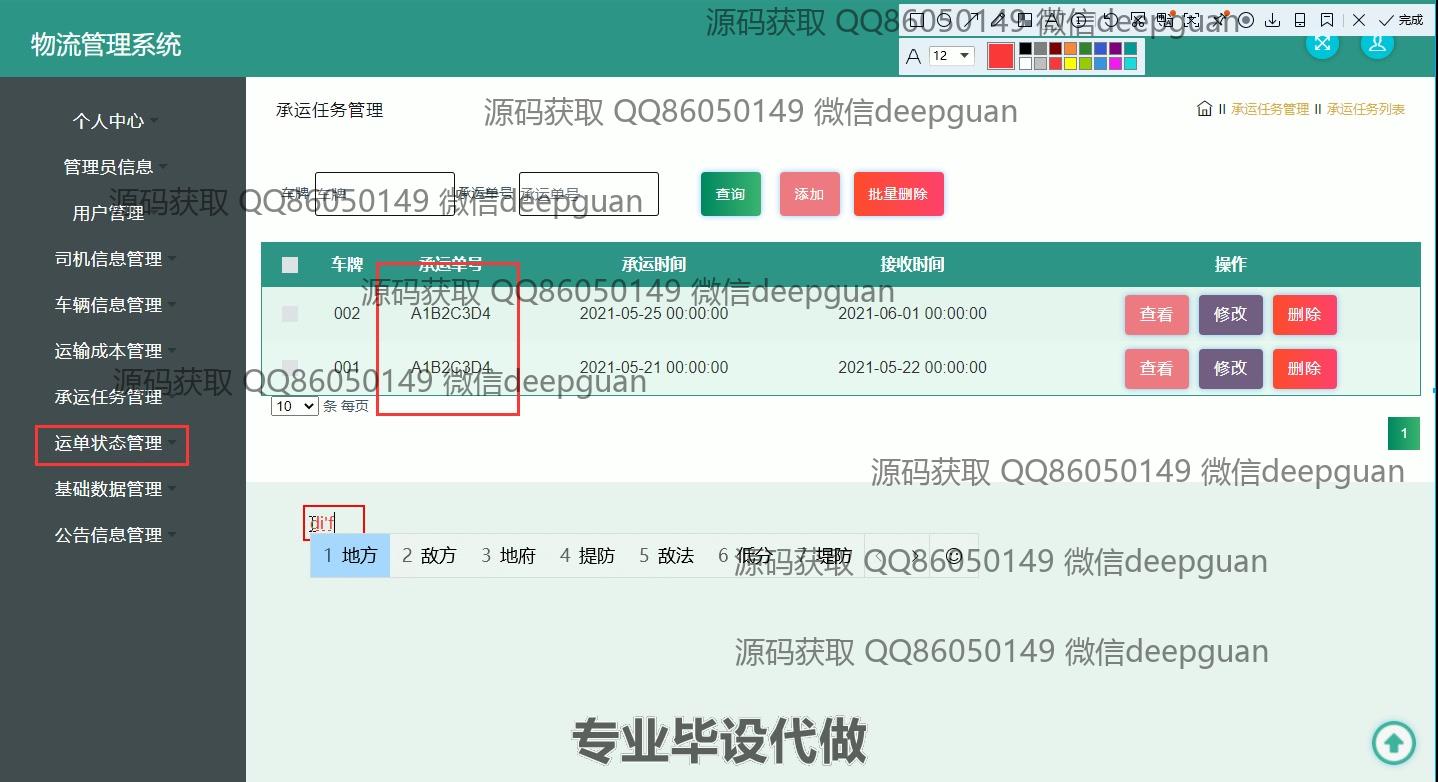 源码获取 QQ86050149 微信deepguan
完成
物流管理系统
A 12
个人中心
承运任务管理
源码获取 QQ86050149 微信deepguan
承运任务管理 承运任务列表
管理员信息
车牌 车牌 承运单号 承运单号 查询 添加 批量删除
源码获取 QQ86050149 微信deepguan
用户管理
司机信息管理
车牌 承运单号 承运时间 接收时间 操作
源码获取 QQ86050149 微信deepguan
车辆信息管理
002 A1B2C3D4 2021-05-25 00:00:00 2021-06-01 00:00:00 查看 修改 删除
运输成本管理
001 A1B2C3D4 2021-05-21 00:00:00 2021-05-22 00:00:00 查看 修改 删除
源码获取 QQ86050149 微信deepguan
承运任务管理
10 条 每页
1
运单状态管理
源码获取 QQ86050149 微信deepguan
基础数据管理
公告信息管理
di'f
1 地方 2 敌方 3 地府 4 提防 5 敌法 6 低分 7 堤防
源码获取 QQ86050149 微信deepguan
源码获取 QQ86050149 微信deepguan
专业毕设代做